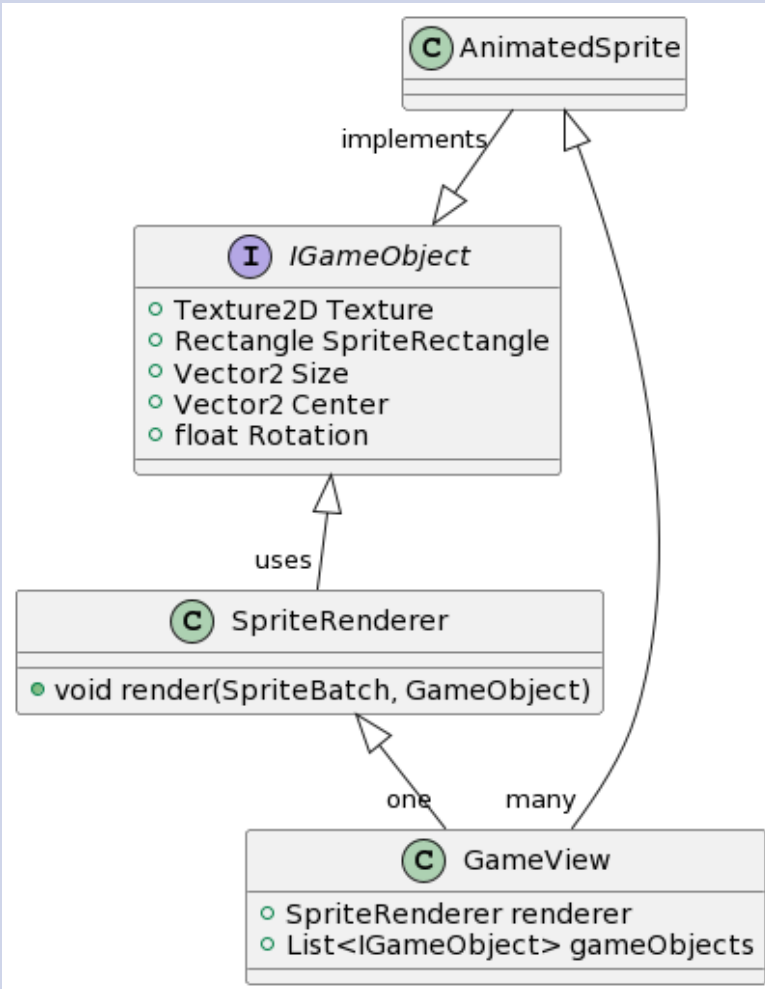 C AnimatedSprite
implements
I IGameObject
Texture2D Texture
Rectangle SpriteRectangle
Vector2 Size
Vector2 Center
float Rotation
uses
C SpriteRenderer
void render(SpriteBatch, GameObject)
one many
C GameView
SpriteRenderer renderer
List<IGameObject> gameObjects